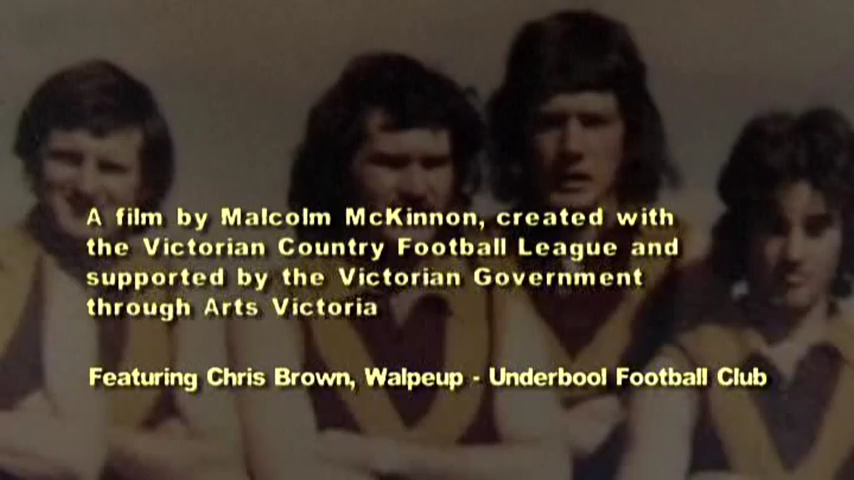 A film by Malcolm McKinnon, created with
the Victorian Country Football League and
supported by the Victorian Government
through Arts Victoria
Featuring Chris Brown, Walpeup - Underbool Football Club